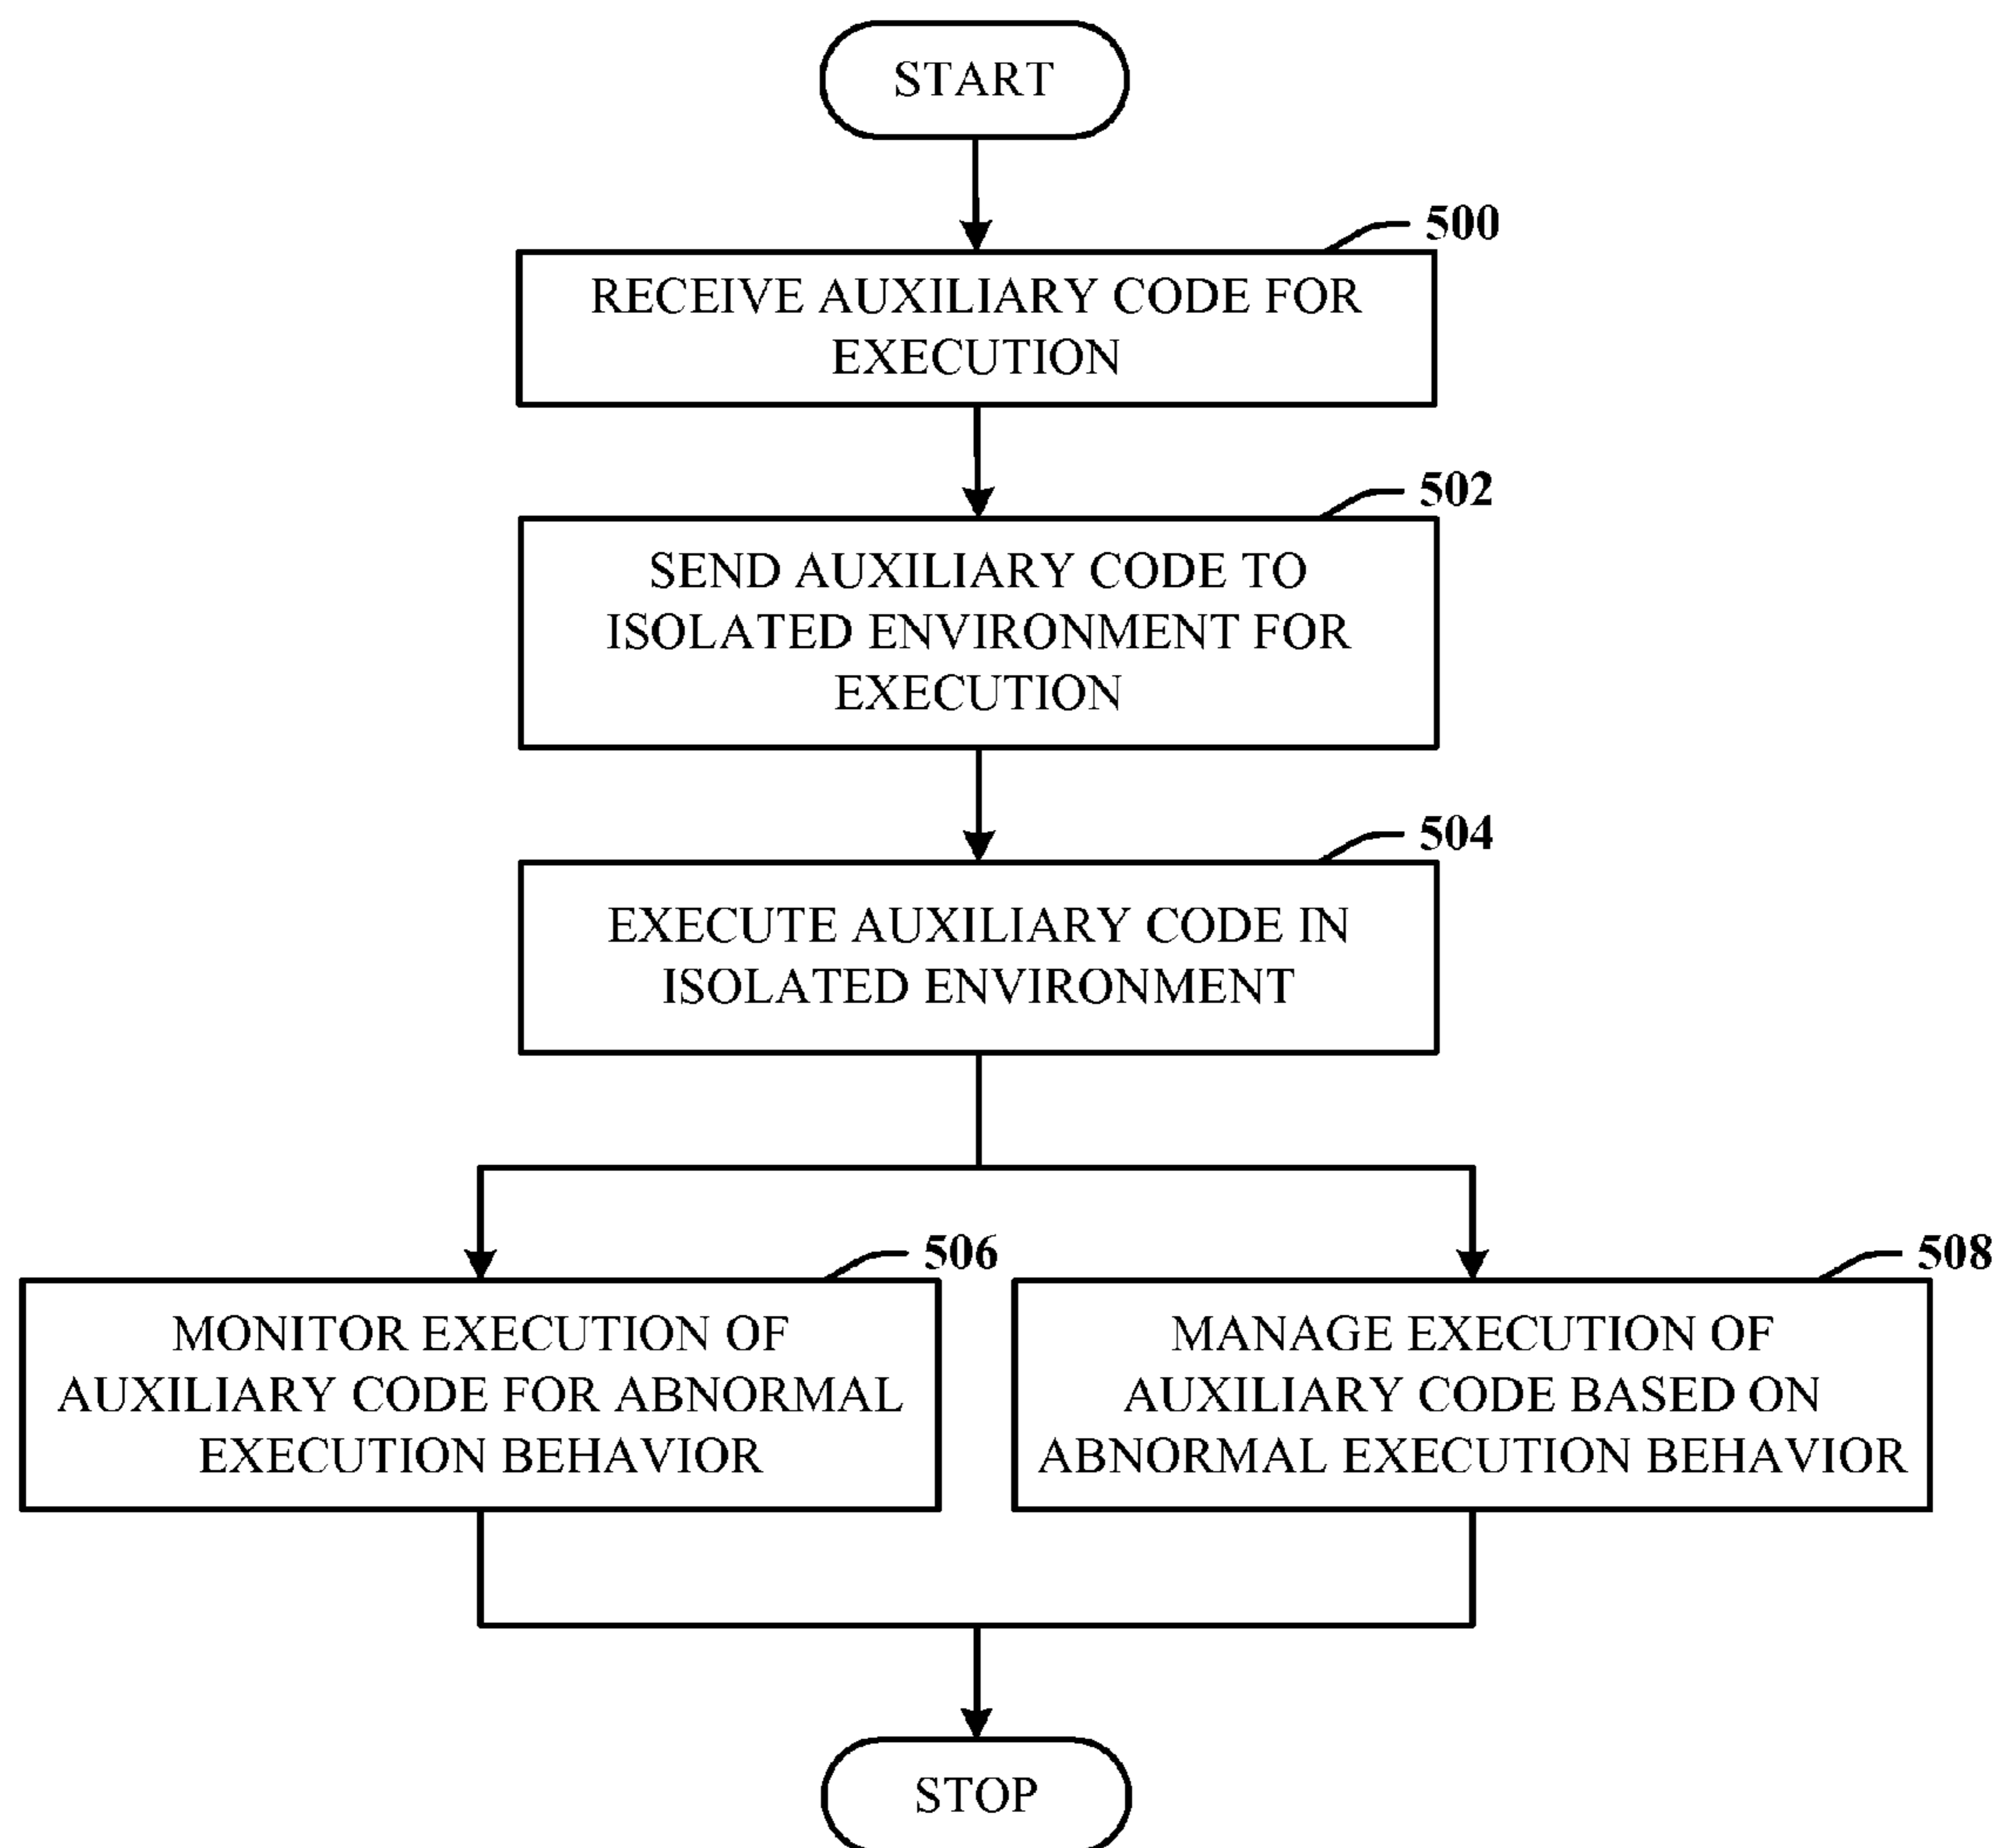 START
500
RECEIVE AUXILIARY CODE FOR
EXECUTION
502
SEND AUXILIARY CODE TO
ISOLATED ENVIRONMENT FOR
EXECUTION
504
EXECUTE AUXILIARY CODE IN
ISOLATED ENVIRONMENT
506
MONITOR EXECUTION OF
AUXILIARY CODE FOR ABNORMAL
EXECUTION BEHAVIOR
508
MANAGE EXECUTION OF
AUXILIARY CODE BASED ON
ABNORMAL EXECUTION BEHAVIOR
STOP